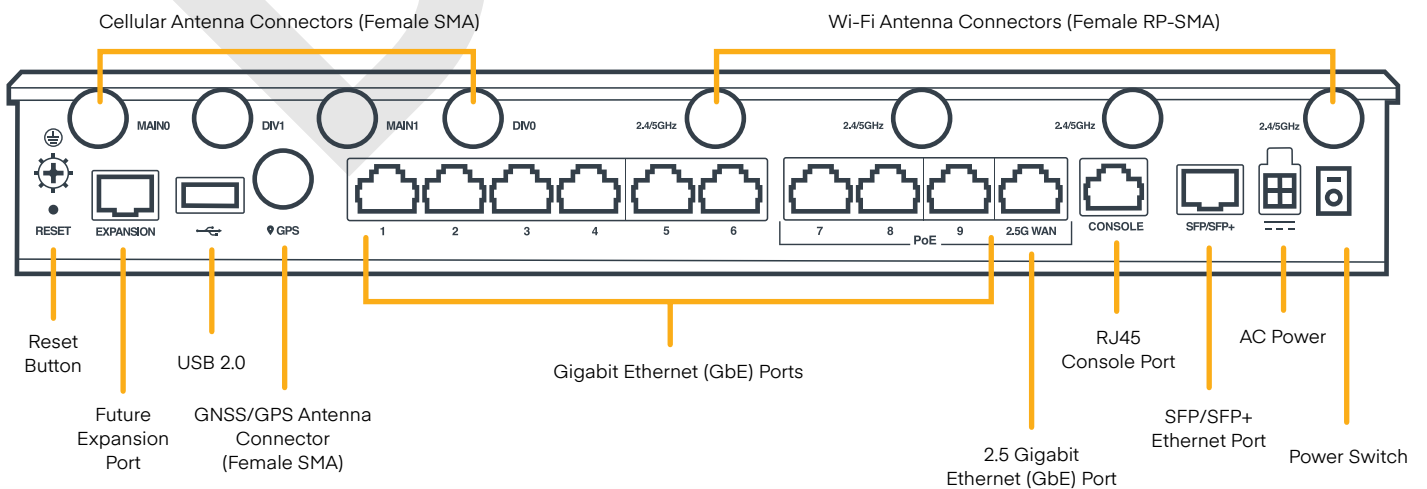 Cellular Antenna Connectors (Female SMA)
Wi-Fi Antenna Connectors (Female RP-SMA)
MAIN0
DIV1
MAIN1
DIV0
2.4/5GHz
2.4/5GHz
2.4/5GHz
2.4/5GHz
RESET
EXPANSION
GPS
1
2
3
4
5
6
7
8
9
2.5G WAN
PoE
CONSOLE
SFP/SFP+
Reset
Button
Future
Expansion
Port
USB 2.0
GNSS/GPS Antenna
Connector
(Female SMA)
Gigabit Ethernet (GbE) Ports
2.5 Gigabit
Ethernet (GbE) Port
RJ45
Console Port
SFP/SFP+
Ethernet Port
AC Power
Power Switch